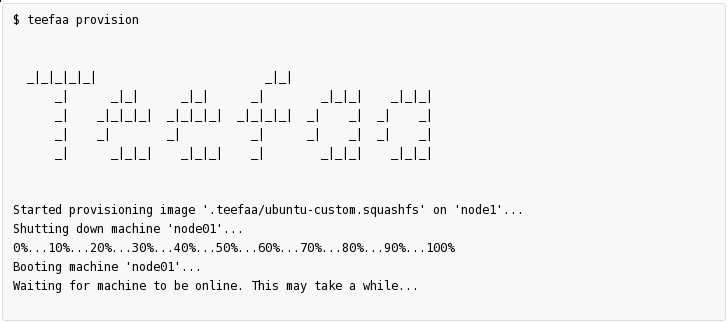 $ teefaa provision
Teefaa
Started provisioning image '.teefaa/ubuntu-custom.squashfs' on 'node1'...
Shutting down machine 'node01'...
0%...10%...20%...30%...40%...50%...60%...70%...80%...90%...100%
Booting machine 'node01'...
Waiting for machine to be online. This may take a while...